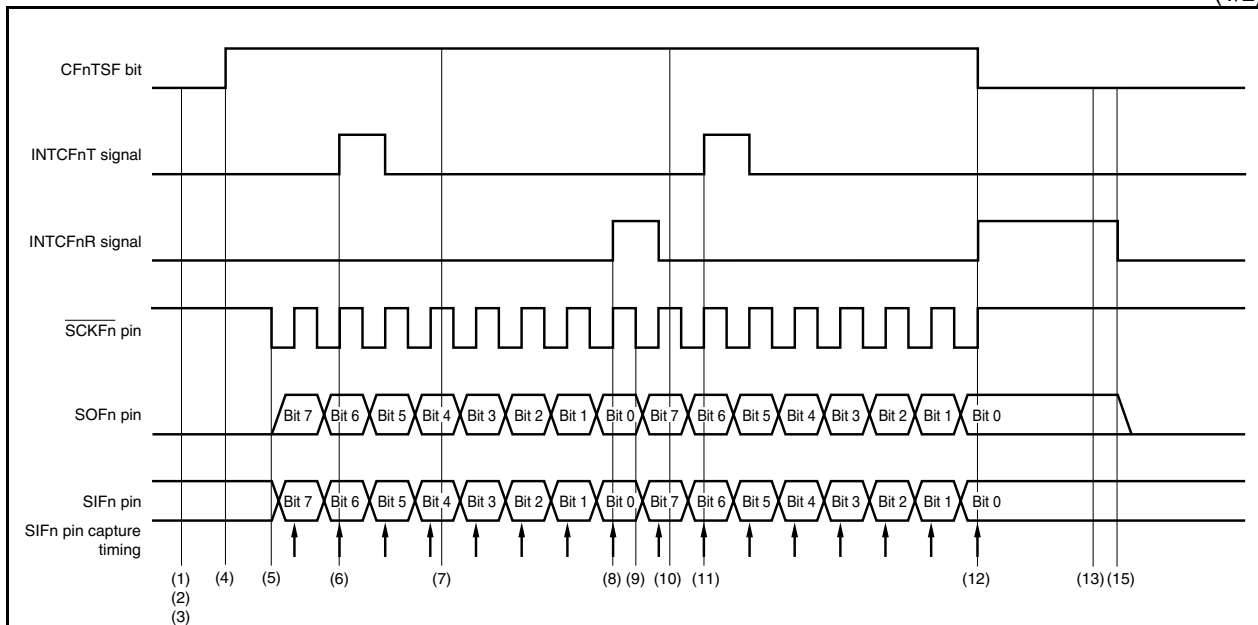 CFnTSF bit
INTCFnT signal
INTCFnR signal
SCKFn pin
SOFn pin
Bit 7 Bit 6 Bit 5 Bit 4 Bit 3 Bit 2 Bit 1 Bit 0 Bit 7 Bit 6 Bit 5 Bit 4 Bit 3 Bit 2 Bit 1 Bit 0
SIFn pin
Bit 7 Bit 6 Bit 5 Bit 4 Bit 3 Bit 2 Bit 1 Bit 0 Bit 7 Bit 6 Bit 5 Bit 4 Bit 3 Bit 2 Bit 1 Bit 0
SIFn pin capture
timing
(1) (4) (5) (6) (7) (8) (9) (10) (11) (12) (13) (15)
(2)
(3)